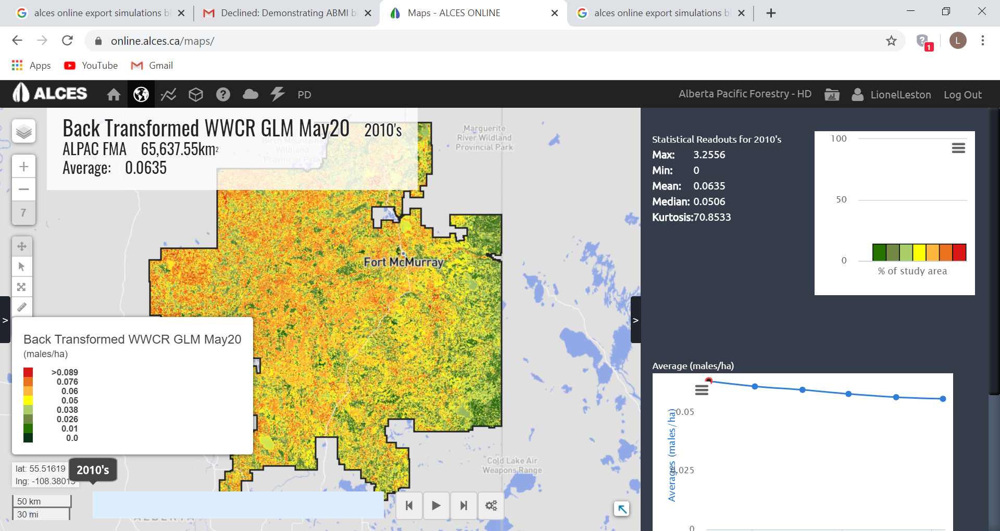 alces online export simulations b
Declined: Demonstrating ABMI b
Maps - ALCES ONLINE
alces online export simulations b
online.alces.ca/maps/
1
L
Apps
YouTube
Gmail
ALCES
PD
Alberta Pacific Forestry - HD
LionelLeston
Log Out
Back Transformed WWCR GLM May20 2010's
ALPAC FMA 65,637.55km²
Average: 0.0635
Birch Mountains
Wildland
Provincial Park
Marguerite
River Wildland
Provincial Park
7
Fort McMurray
Back Transformed WWCR GLM May20
(males/ha)
>0.089
0.076
0.06
0.05
0.038
0.026
0.01
0.0
Cold Lake Air
Weapons Range
lat: 55.51619
lng: -108.38015
2010's
50 km
30 mi
ALBERTA
Statistical Readouts for 2010's
Max: 3.2556
Min: 0
Mean: 0.0635
Median: 0.0506
Kurtosis:70.8533
100
50
0
% of study area
Average (males/ha)
Averages (males/ha)
0.05
0.025
0